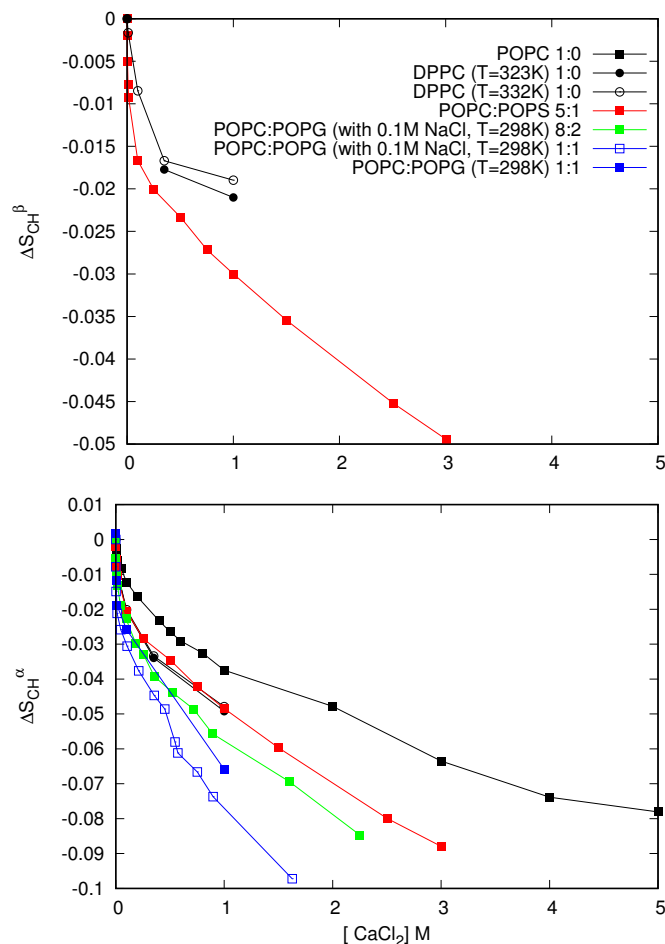 0
-0.005
-0.01
-0.015
-0.02
-0.025
-0.03
-0.035
-0.04
-0.045
-0.05
ΔS_CH^β
POPC 1:0
DPPC (T=323K) 1:0
DPPC (T=332K) 1:0
POPC:POPS 5:1
POPC:POPG (with 0.1M NaCl, T=298K) 8:2
POPC:POPG (with 0.1M NaCl, T=298K) 1:1
POPC:POPG (T=298K) 1:1
0 1 2 3 4 5
0.01
0
-0.01
-0.02
-0.03
-0.04
-0.05
-0.06
-0.07
-0.08
-0.09
-0.1
ΔS_CH^α
0 1 2 3 4 5
[ CaCl₂] M